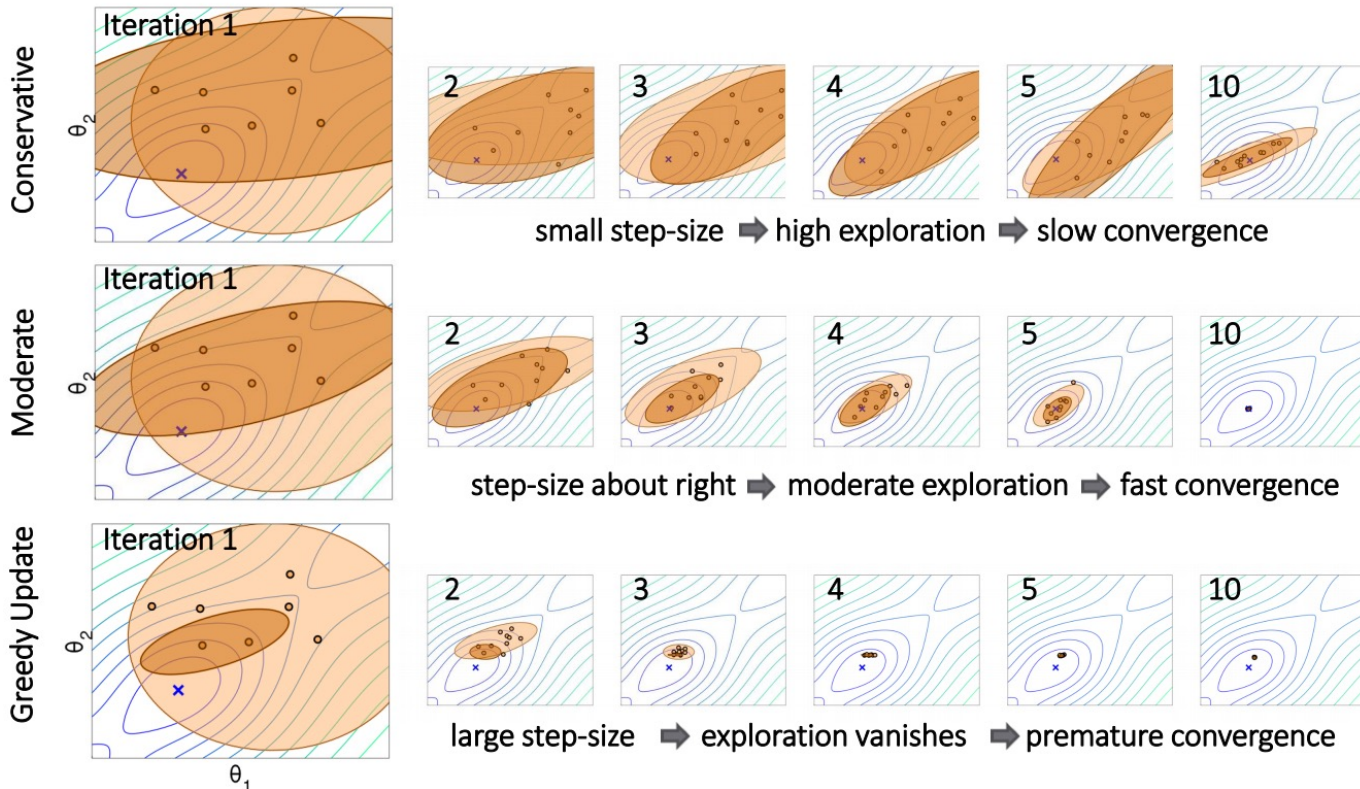 Conservative
Iteration 1
θ2
2
3
4
5
10
small step-size ➡ high exploration ➡ slow convergence
Moderate
Iteration 1
θ2
2
3
4
5
10
step-size about right ➡ moderate exploration ➡ fast convergence
Greedy Update
Iteration 1
θ2
θ1
2
3
4
5
10
large step-size ➡ exploration vanishes ➡ premature convergence